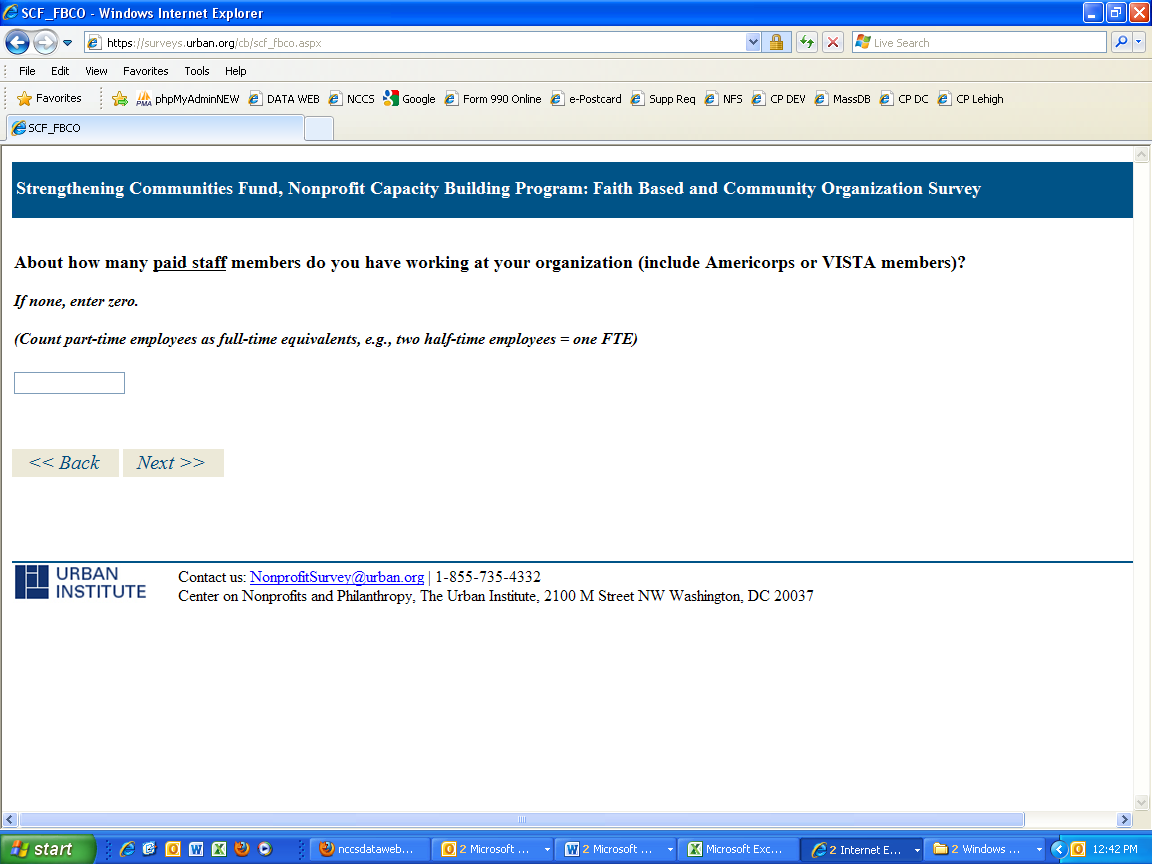 SCF_FBCO - Windows Internet Explorer
https://surveys.urban.org/cb/scf_fbco.aspx
Live Search
File Edit View Favorites Tools Help
Favorites phpMyAdminNEW DATA WEB NCCS Google Form 990 Online e-Postcard Supp Req NFS CP DEV MassDB CP DC CP Lehigh
SCF_FBCO
Strengthening Communities Fund, Nonprofit Capacity Building Program: Faith Based and Community Organization Survey
About how many paid staff members do you have working at your organization (include Americorps or VISTA members)?
If none, enter zero.
(Count part-time employees as full-time equivalents, e.g., two half-time employees = one FTE)
<< Back Next >>
URBAN INSTITUTE
Contact us: NonprofitSurvey@urban.org | 1-855-735-4332
Center on Nonprofits and Philanthropy, The Urban Institute, 2100 M Street NW Washington, DC 20037
start nccsdataweb... 2 Microsoft ... 2 Microsoft ... Microsoft Exc... 2 Internet E... 2 Windows ... 12:42 PM